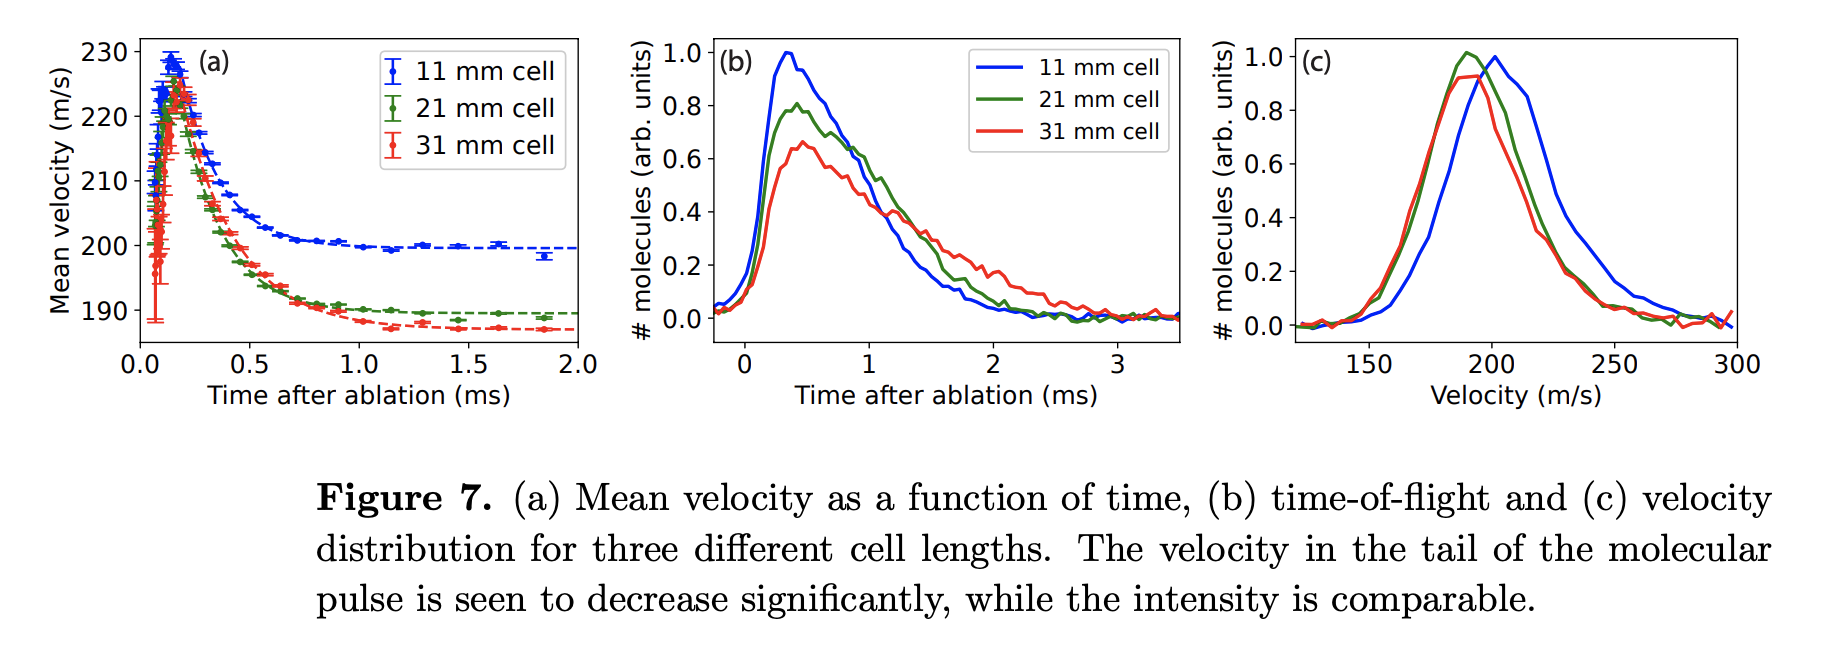 (a)
11 mm cell
21 mm cell
31 mm cell
Mean velocity (m/s)
230
220
210
200
190
0.0 0.5 1.0 1.5 2.0
Time after ablation (ms)
(b)
11 mm cell
21 mm cell
31 mm cell
# molecules (arb. units)
1.0
0.8
0.6
0.4
0.2
0.0
0 1 2 3
Time after ablation (ms)
(c)
# molecules (arb. units)
1.0
0.8
0.6
0.4
0.2
0.0
150 200 250 300
Velocity (m/s)
Figure 7. (a) Mean velocity as a function of time, (b) time-of-flight and (c) velocity
distribution for three different cell lengths. The velocity in the tail of the molecular
pulse is seen to decrease significantly, while the intensity is comparable.